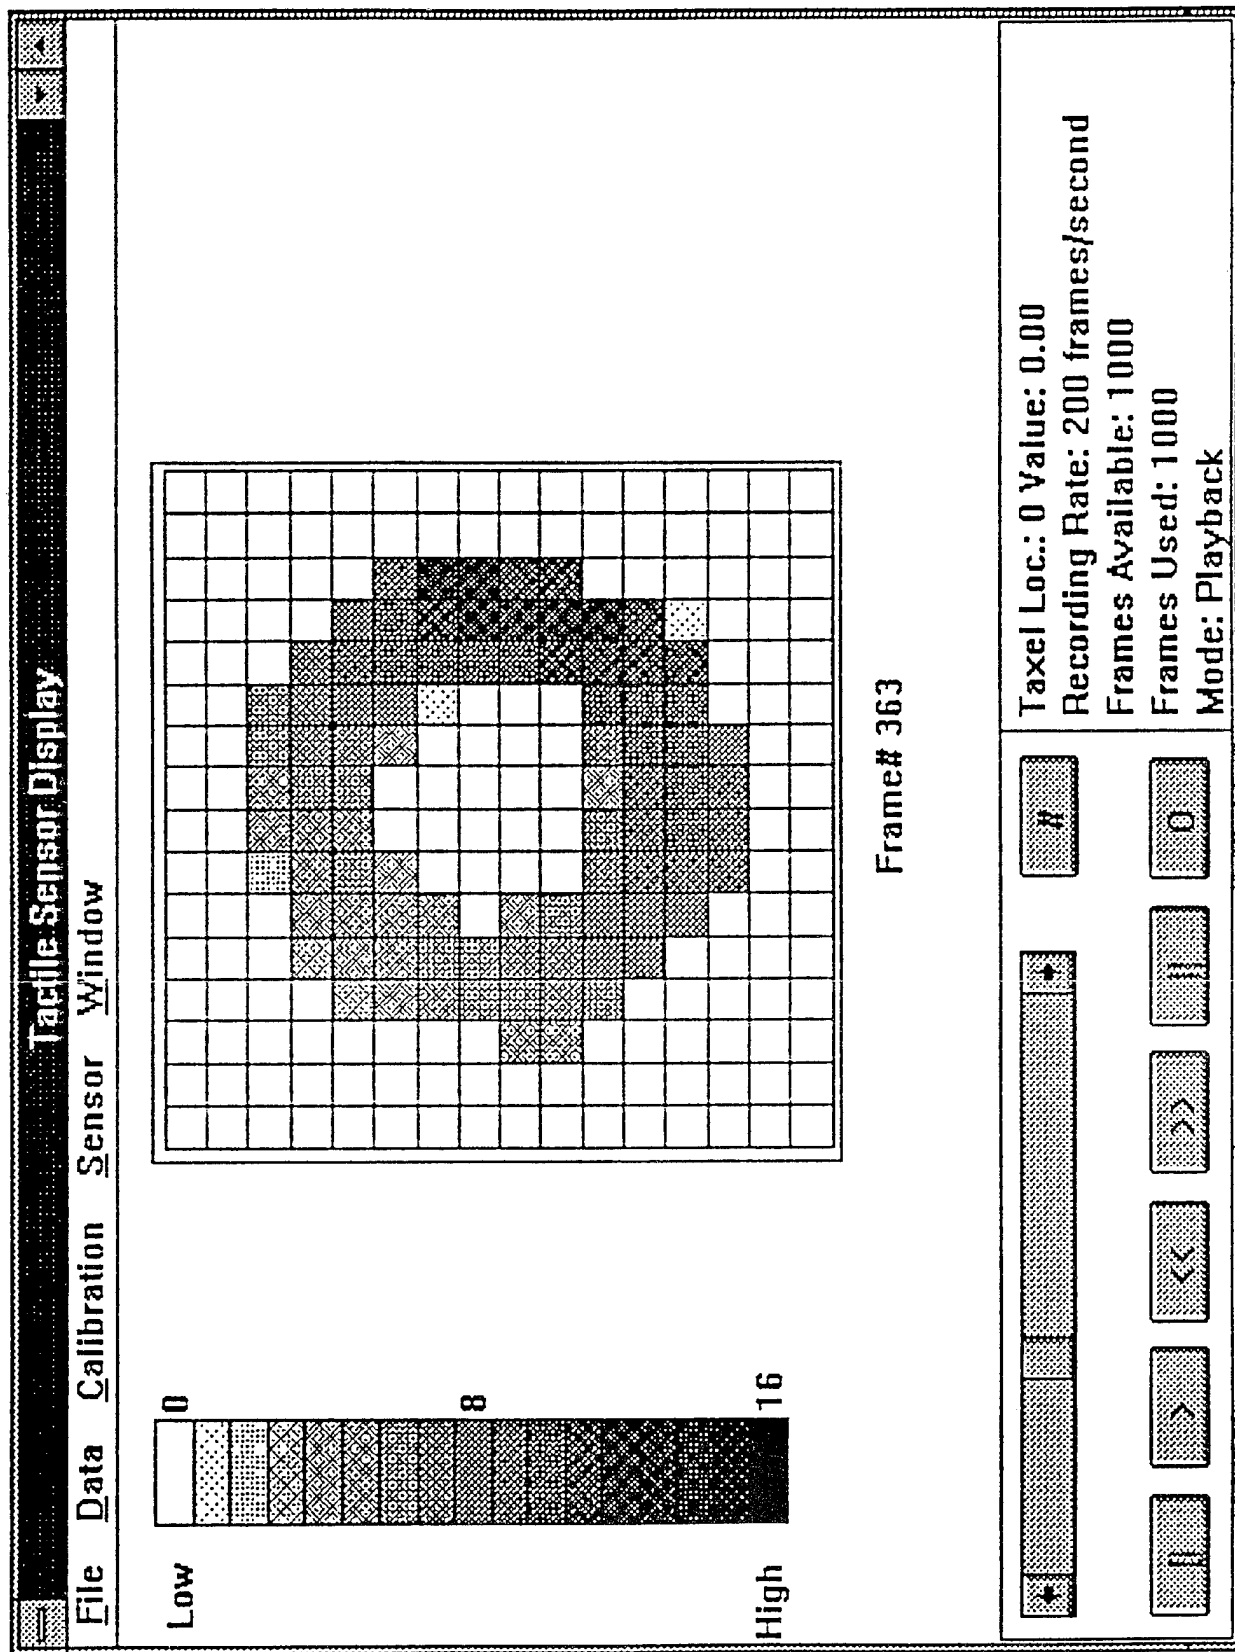 Tactile Sensor Display
File Data Calibration Sensor Window
Low 0
8
High 16
Frame# 363
#
|| > << >> || O
Taxel Loc.: 0 Value: 0.00
Recording Rate: 200 frames/second
Frames Available: 1000
Frames Used: 1000
Mode: Playback